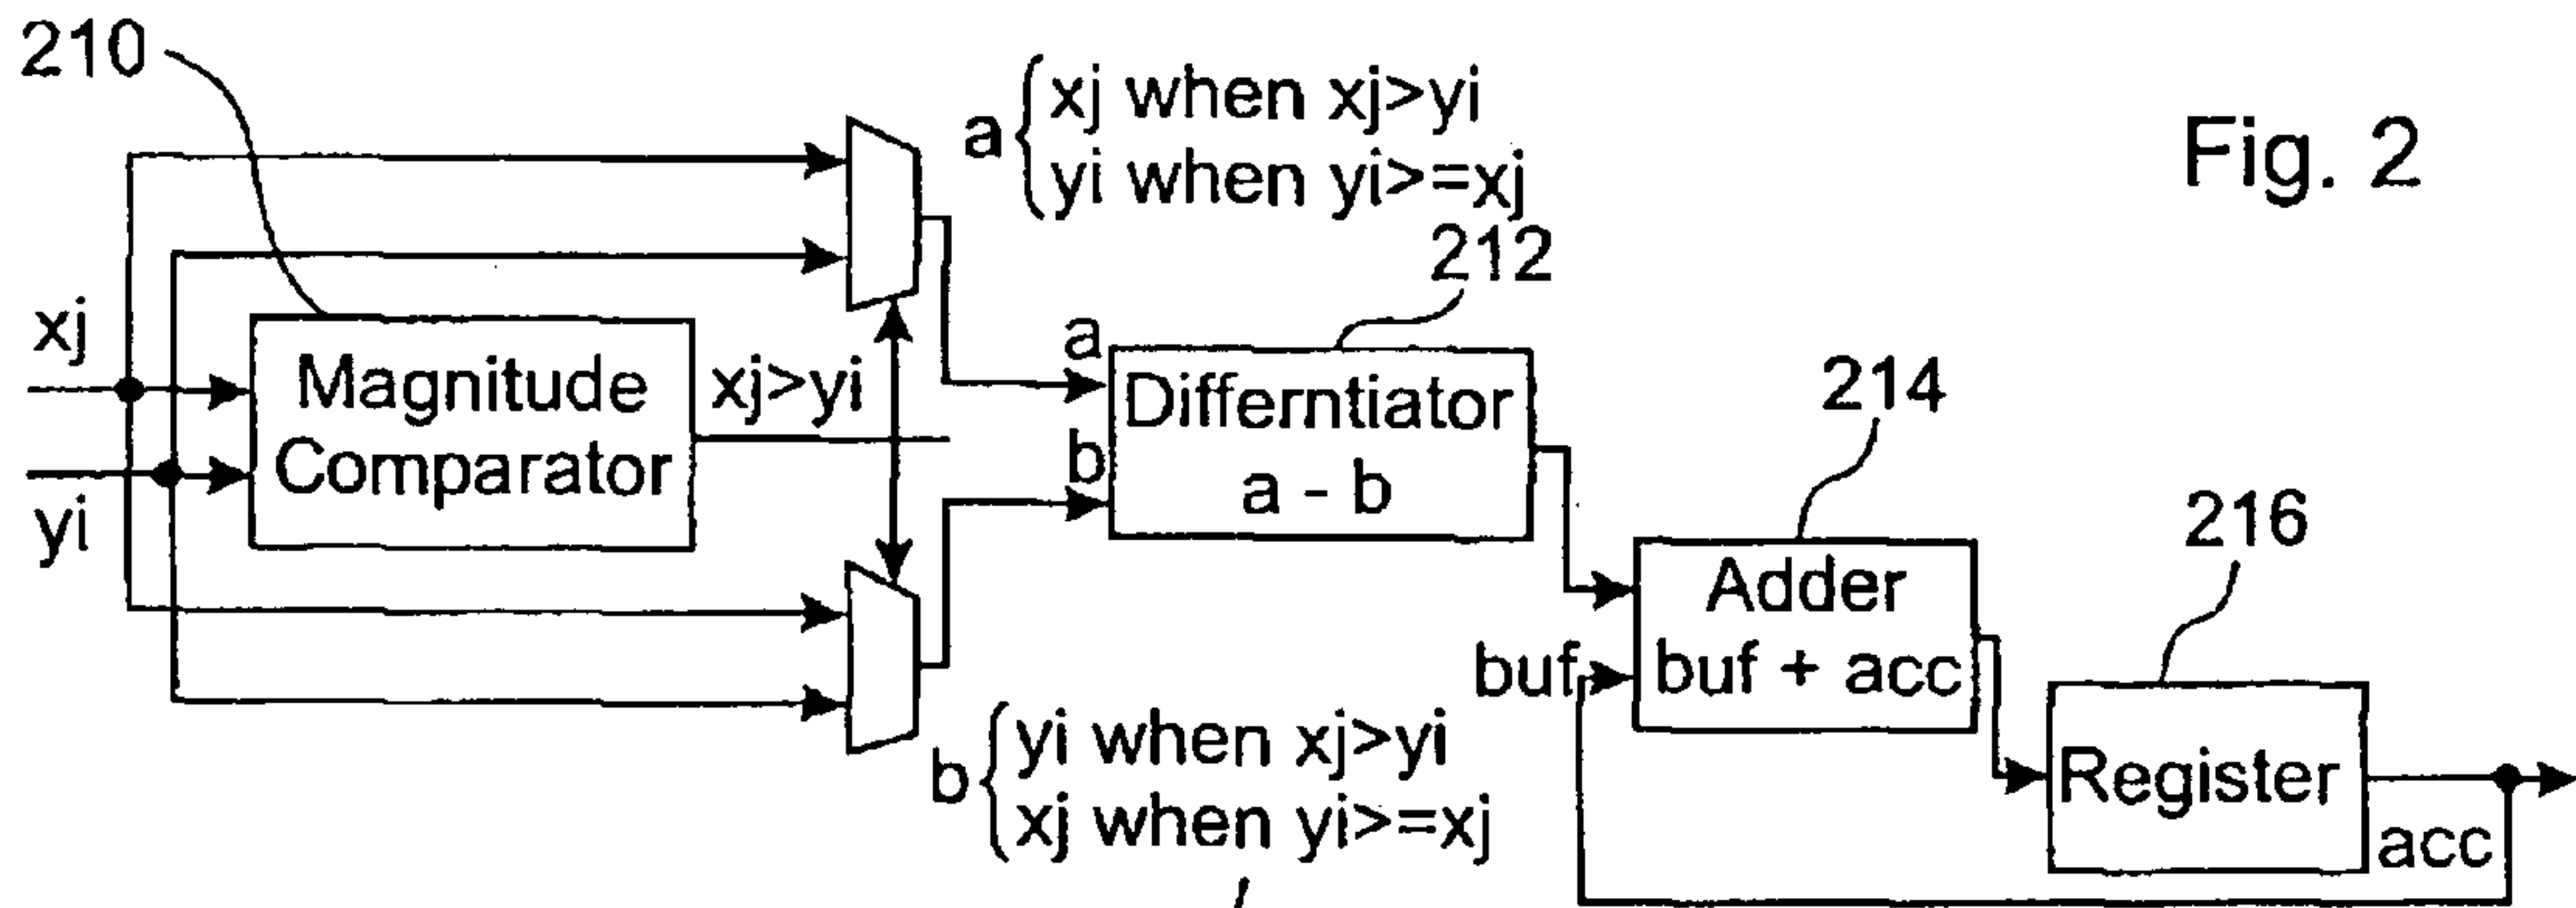 210
a { xj when xj>yi
yi when yi>=xj
Fig. 2
212
xj
yi
Magnitude
Comparator
xj>yi
a
b
Differntiator
a - b
214
buf
Adder
buf + acc
216
Register
acc
b { yi when xj>yi
xj when yi>=xj